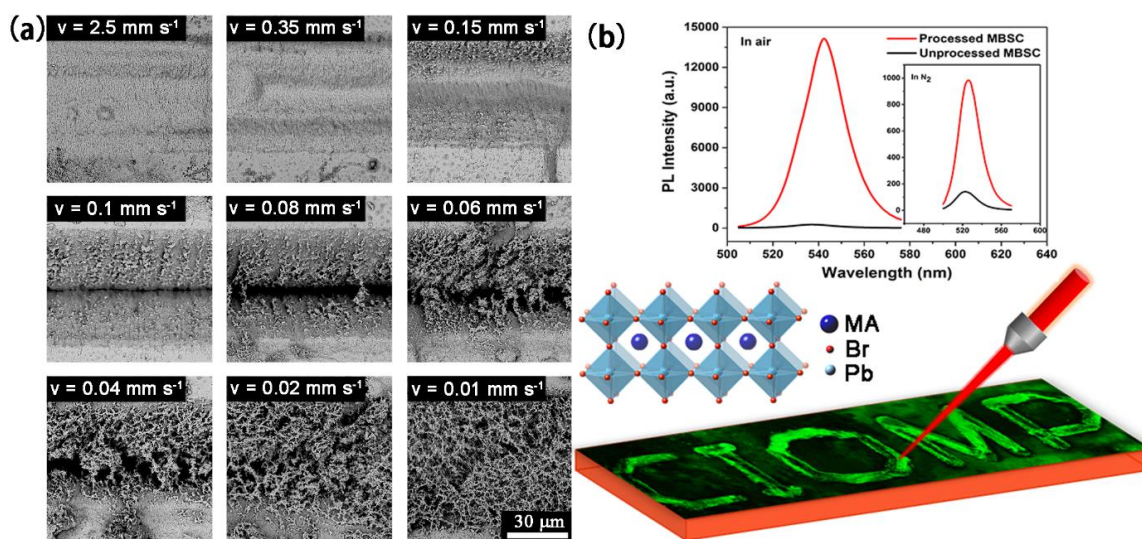 (a)
v = 2.5 mm s⁻¹
v = 0.35 mm s⁻¹
v = 0.15 mm s⁻¹
v = 0.1 mm s⁻¹
v = 0.08 mm s⁻¹
v = 0.06 mm s⁻¹
v = 0.04 mm s⁻¹
v = 0.02 mm s⁻¹
v = 0.01 mm s⁻¹
30 μm
(b)
In air
Processed MBSC
Unprocessed MBSC
PL Intensity (a.u.)
15000
12000
9000
6000
3000
0
500
520
540
560
580
600
620
640
Wavelength (nm)
In N₂
1000
800
600
400
200
0
480
520
560
600
MA
Br
Pb
CIOMP